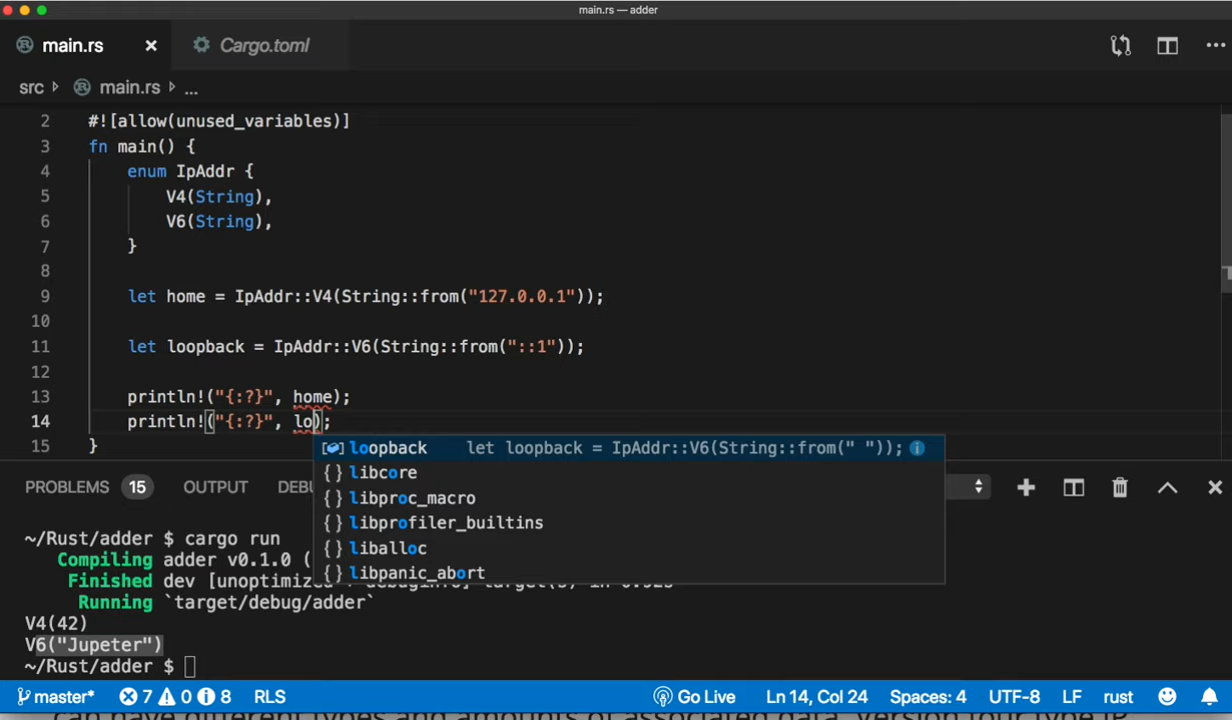 main.rs — adder
main.rs Cargo.toml
src main.rs ...
2 #![allow(unused_variables)]
3 fn main() {
4 enum IpAddr {
5 V4(String),
6 V6(String),
7 }
8
9 let home = IpAddr::V4(String::from("127.0.0.1"));
10
11 let loopback = IpAddr::V6(String::from("::1"));
12
13 println!("{:?}", home);
14 println!("{:?}", lo);
15 }
loopback let loopback = IpAddr::V6(String::from(" "));
{} libcore
{} libproc_macro
{} libprofiler_builtins
{} liballoc
{} libpanic_abort
PROBLEMS 15 OUTPUT DEBU
~/Rust/adder $ cargo run
Compiling adder v0.1.0 (
Finished dev [unoptimized
Running `target/debug/adder`
V4(42)
V6("Jupeter")
~/Rust/adder $
master* 7 0 8 RLS Go Live Ln 14, Col 24 Spaces: 4 UTF-8 LF rust